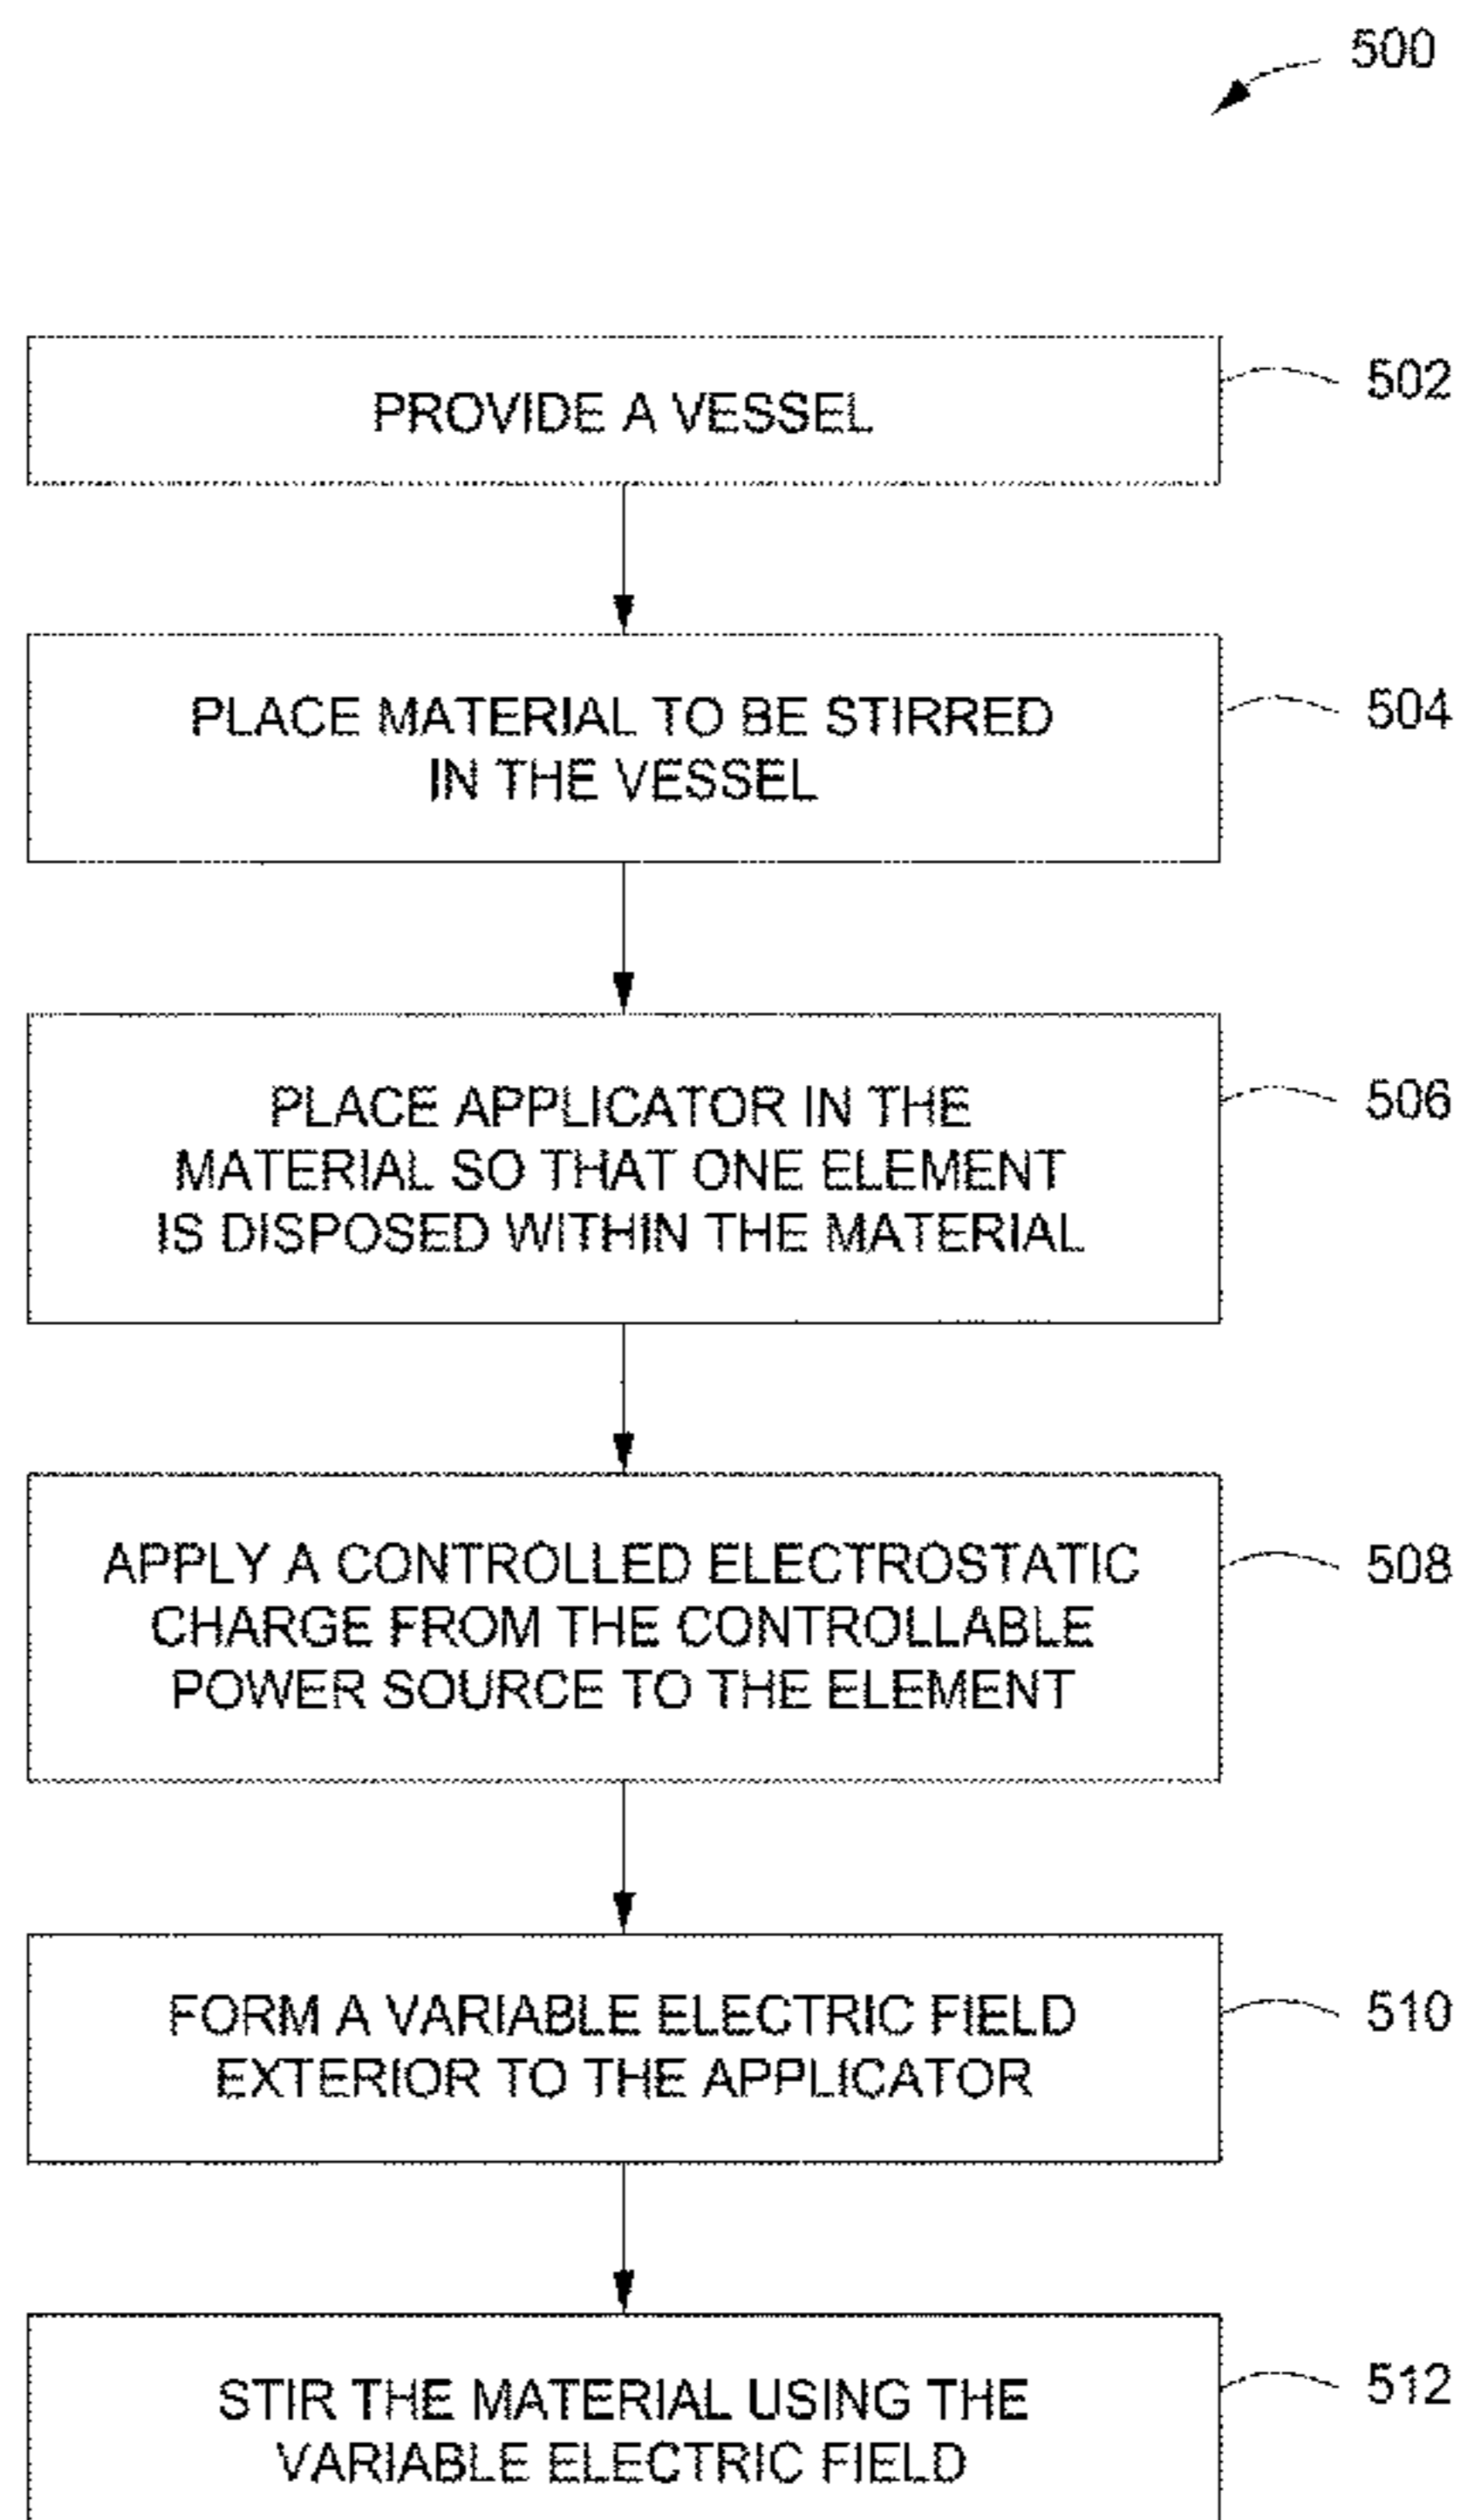 500
PROVIDE A VESSEL
502
PLACE MATERIAL TO BE STIRRED
IN THE VESSEL
504
PLACE APPLICATOR IN THE
MATERIAL SO THAT ONE ELEMENT
IS DISPOSED WITHIN THE MATERIAL
506
APPLY A CONTROLLED ELECTROSTATIC
CHARGE FROM THE CONTROLLABLE
POWER SOURCE TO THE ELEMENT
508
FORM A VARIABLE ELECTRIC FIELD
EXTERIOR TO THE APPLICATOR
510
STIR THE MATERIAL USING THE
VARIABLE ELECTRIC FIELD
512